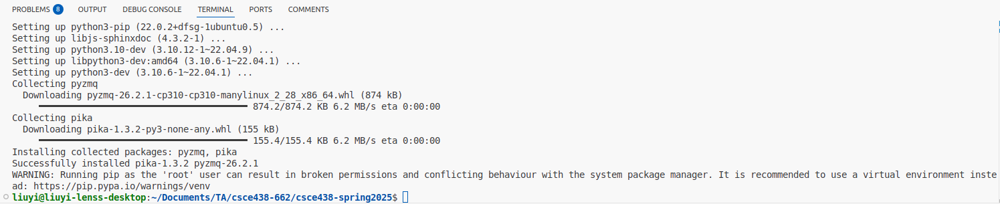 PROBLEMS 8 OUTPUT DEBUG CONSOLE TERMINAL PORTS COMMENTS
Setting up python3-pip (22.0.2+dfsg-1ubuntu0.5) ...
Setting up libjs-sphinxdoc (4.3.2-1) ...
Setting up python3.10-dev (3.10.12-1~22.04.9) ...
Setting up libpython3-dev:amd64 (3.10.6-1~22.04.1) ...
Setting up python3-dev (3.10.6-1~22.04.1) ...
Collecting pyzmq
  Downloading pyzmq-26.2.1-cp310-cp310-manylinux_2_28_x86_64.whl (874 kB)
874.2/874.2 KB 6.2 MB/s eta 0:00:00
Collecting pika
  Downloading pika-1.3.2-py3-none-any.whl (155 kB)
155.4/155.4 KB 6.2 MB/s eta 0:00:00
Installing collected packages: pyzmq, pika
Successfully installed pika-1.3.2 pyzmq-26.2.1
WARNING: Running pip as the 'root' user can result in broken permissions and conflicting behaviour with the system package manager. It is recommended to use a virtual environment inste
ad: https://pip.pypa.io/warnings/venv
liuyi@liuyi-lenss-desktop:~/Documents/TA/csce438-662/csce438-spring2025$